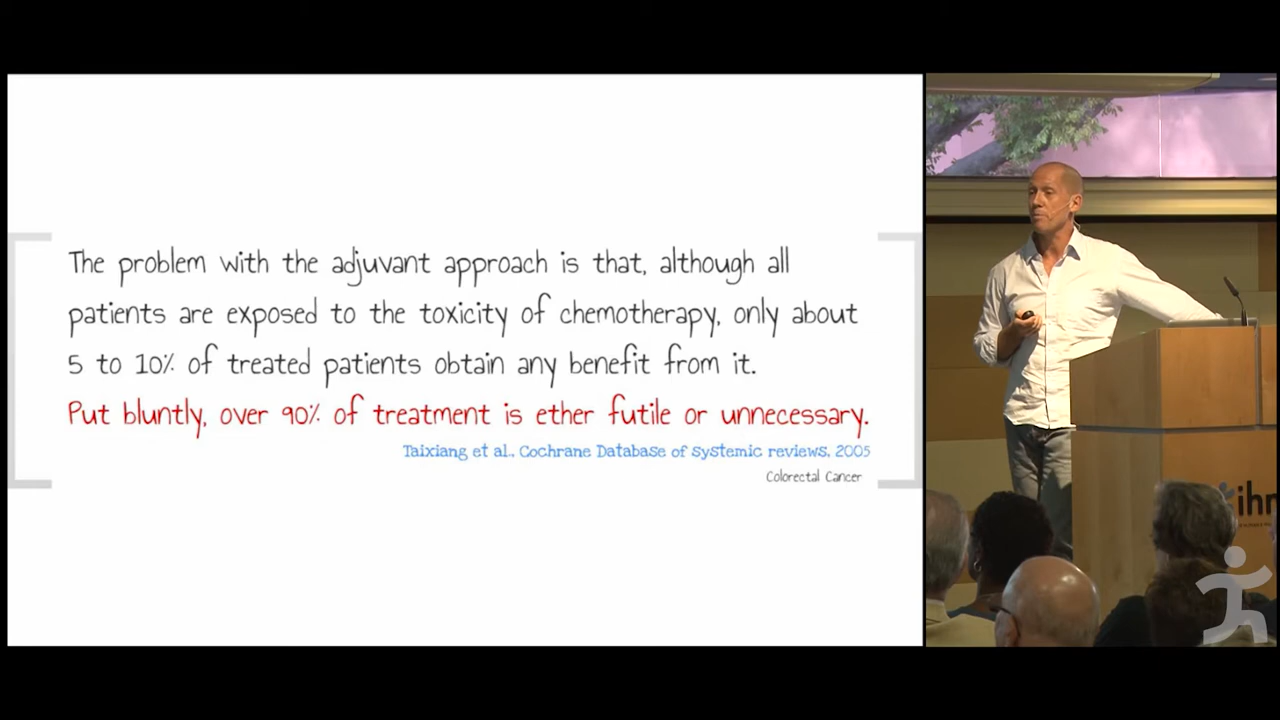 The problem with the adjuvant approach is that, although all
patients are exposed to the toxicity of chemotherapy, only about
5 to 10% of treated patients obtain any benefit from it.
Put bluntly, over 90% of treatment is ether futile or unnecessary.
Taixiang et al., Cochrane Database of systemic reviews, 2005
Colorectal Cancer
ihm